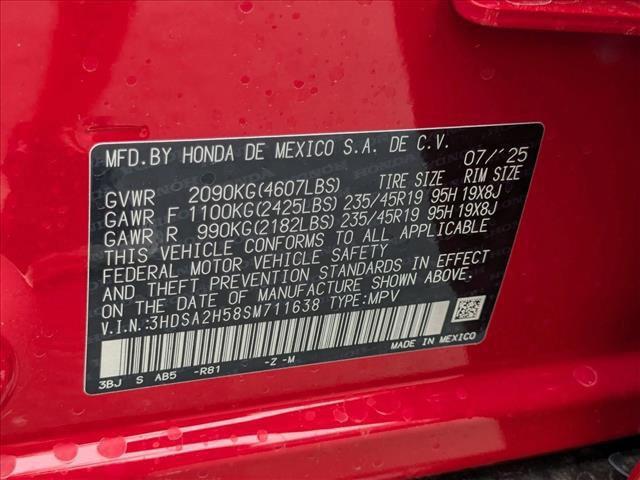 MFD.BY HONDA DE MEXICO S.A. DE C.V. 07/'25
GVWR 2090KG(4607LBS) TIRE SIZE RIM SIZE
GAWR F 1100KG(2425LBS) 235/45R19 95H 19X8J
GAWR R 990KG(2182LBS) 235/45R19 95H 19X8J
THIS VEHICLE CONFORMS TO ALL APPLICABLE
FEDERAL MOTOR VEHICLE SAFETY
AND THEFT PREVENTION STANDARDS IN EFFECT
ON THE DATE OF MANUFACTURE SHOWN ABOVE.
V.I.N.:3HDSA2H58SM711638 TYPE:MPV
MADE IN MEXICO
3BJ S AB5 -R81 -Z -M